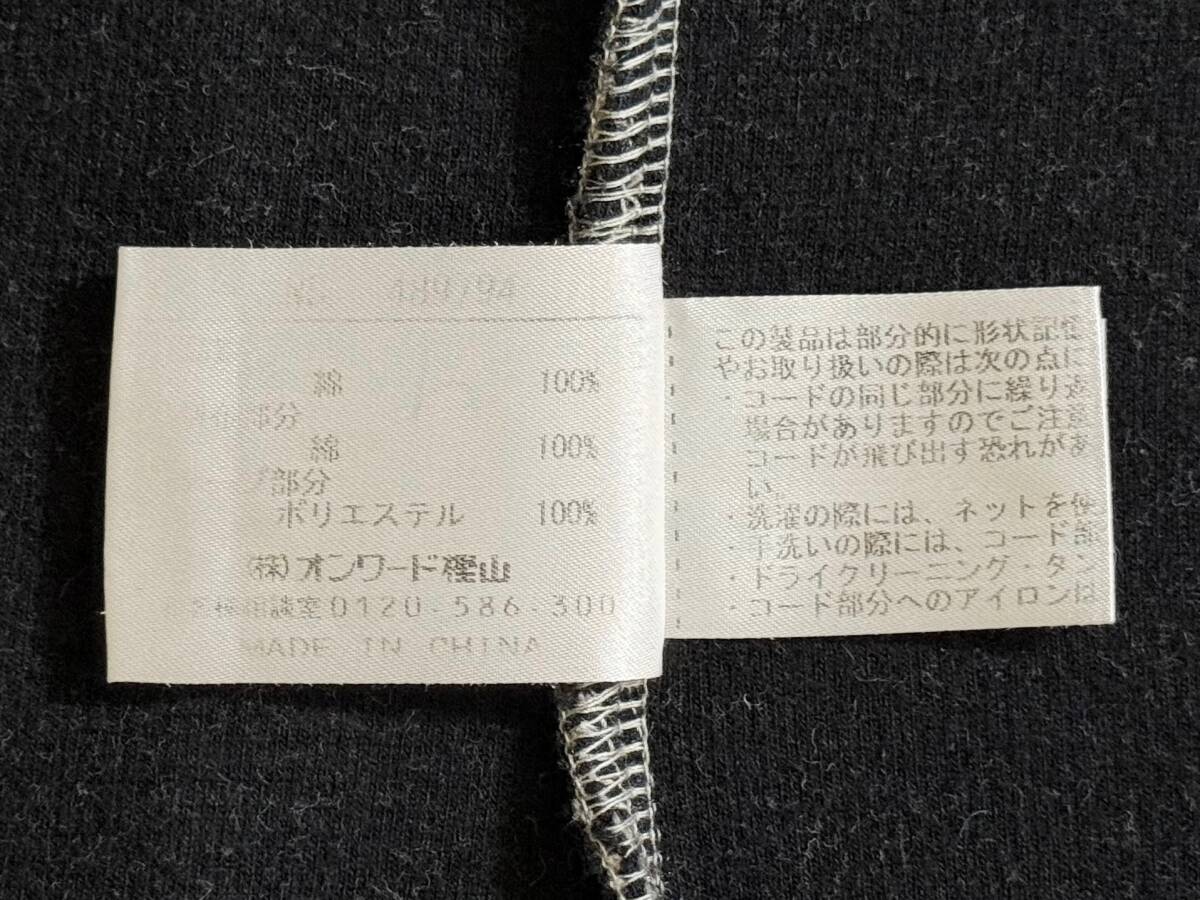 綿 100%
部分
綿 100%
部分
ポリエステル 100%
(株)オンワード樫山
相談室0120-586-300
MADE IN CHINA
この製品は部分的に形状記
やお取り扱いの際は次の点に
・コードの同じ部分に繰り返
場合がありますのでご注意
コードが飛び出す恐れがあ
い。
・洗濯の際には、ネットを使
・手洗いの際には、コード部
・ドライクリーニング・タン
・コード部分へのアイロンは